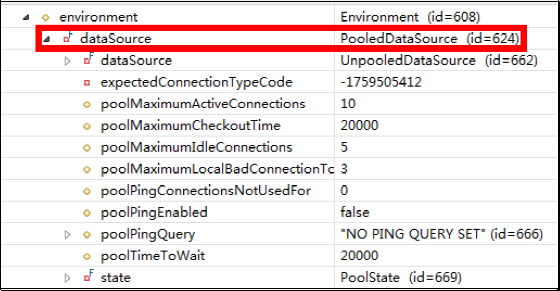 environment Environment (id=608)
dataSource PooledDataSource (id=624)
dataSource UnpooledDataSource (id=662)
expectedConnectionTypeCode -1759505412
poolMaximumActiveConnections 10
poolMaximumCheckoutTime 20000
poolMaximumIdleConnections 5
poolMaximumLocalBadConnectionTo 3
poolPingConnectionsNotUsedFor 0
poolPingEnabled false
poolPingQuery "NO PING QUERY SET" (id=666)
poolTimeToWait 20000
state PoolState (id=669)